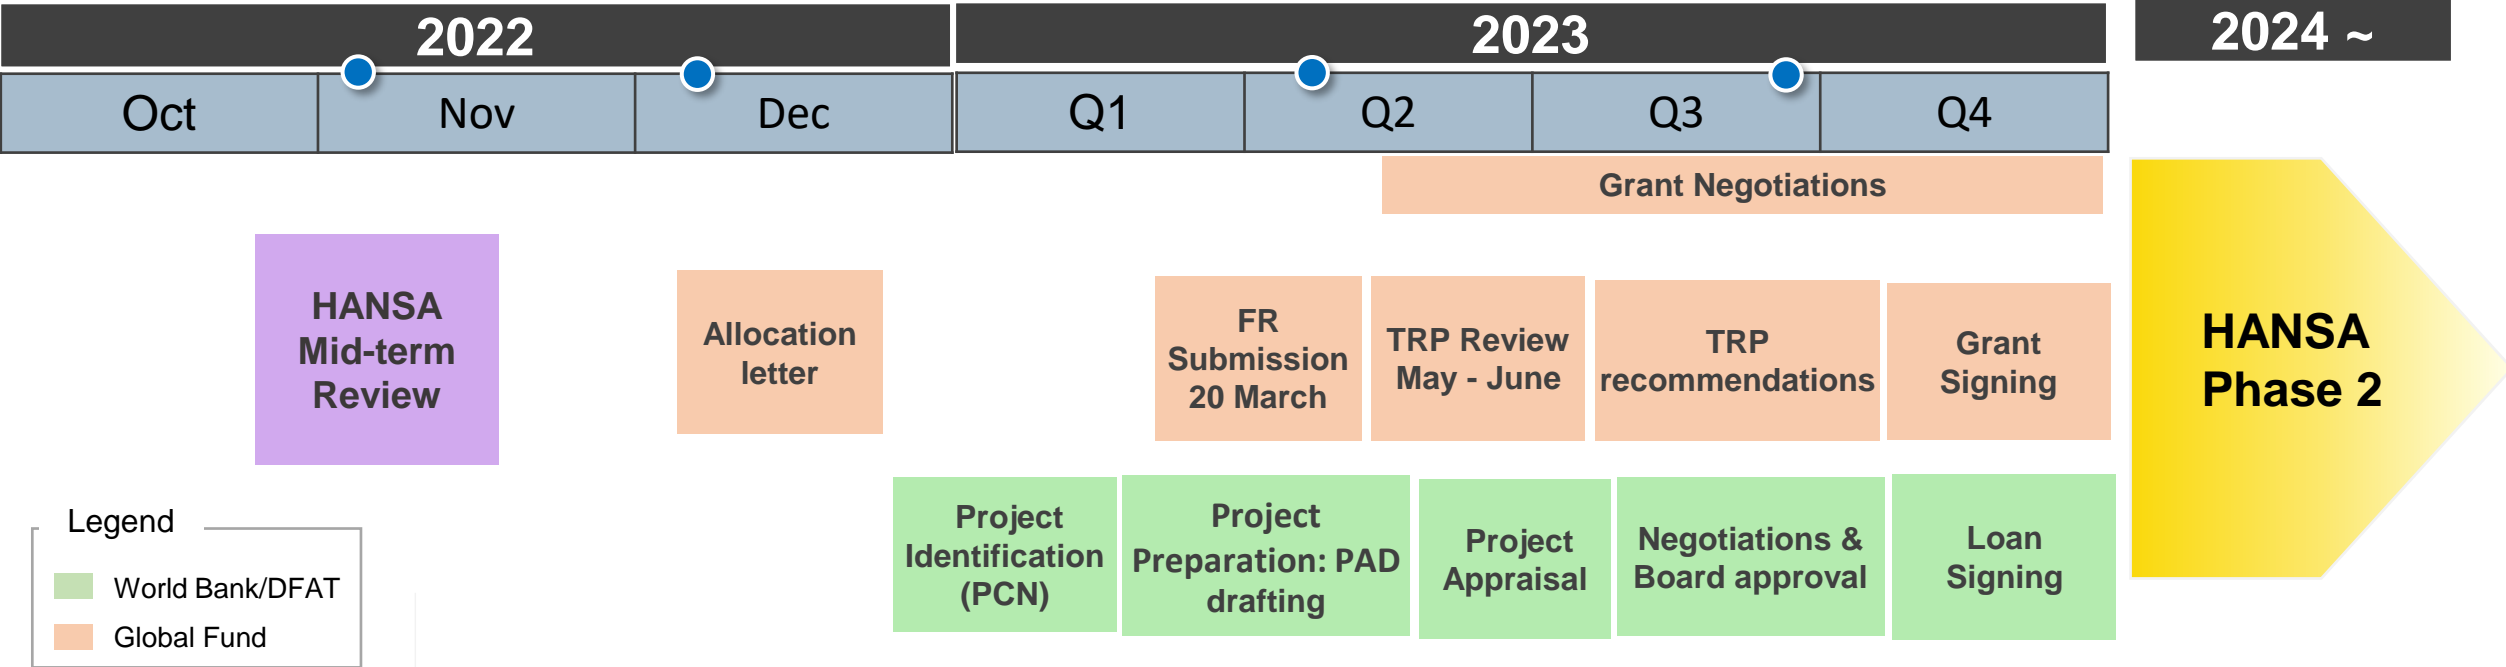 2022
2023
2024 ~
Oct
Nov
Dec
Q1
Q2
Q3
Q4
Grant Negotiations
HANSA
Mid-term
Review
Allocation
letter
FR
Submission
20 March
TRP Review
May - June
TRP
recommendations
Grant
Signing
HANSA
Phase 2
Project
Identification
(PCN)
Project
Preparation: PAD
drafting
Project
Appraisal
Negotiations &
Board approval
Loan
Signing
Legend
World Bank/DFAT
Global Fund